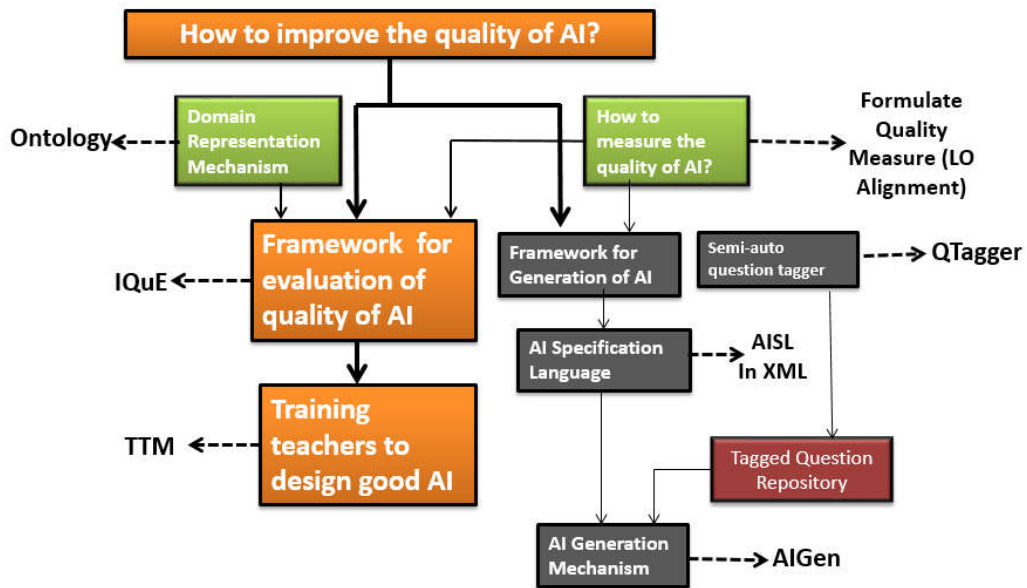 How to improve the quality of AI?
Domain
Representation
Mechanism
Ontology
How to
measure the
quality of AI?
Formulate
Quality
Measure (LO
Alignment)
Framework for
evaluation of
quality of AI
IQuE
Framework for
Generation of AI
Semi-auto
question tagger
QTagger
AI Specification
Language
AISL
In XML
Training
teachers to
design good AI
TTM
Tagged Question
Repository
AI Generation
Mechanism
AIGen